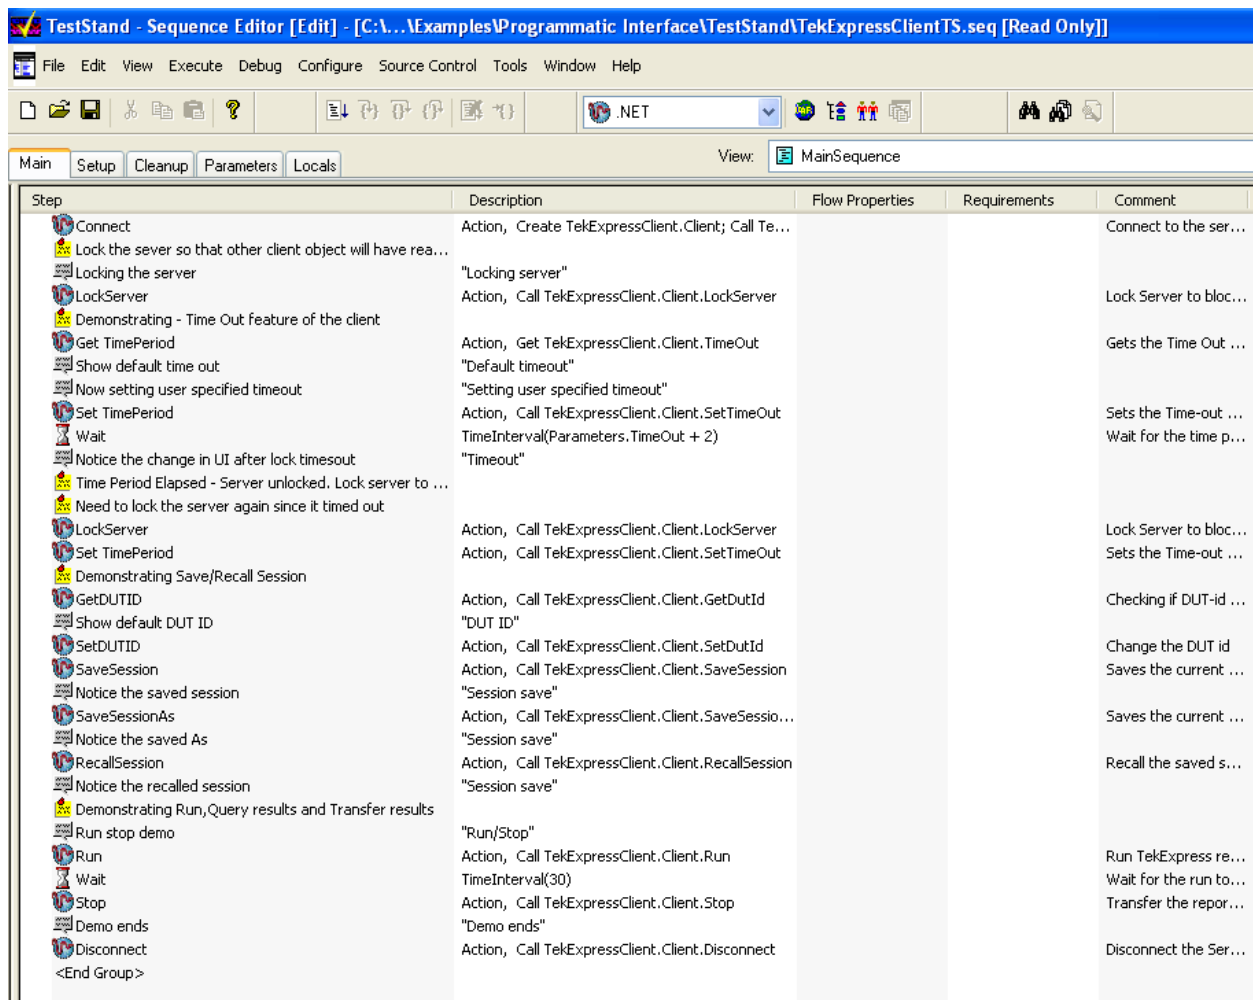 TestStand - Sequence Editor [Edit] - [C:\...\Examples\Programmatic Interface\TestStand\TekExpressClientTS.seq [Read Only]]
File Edit View Execute Debug Configure Source Control Tools Window Help
.NET
Main Setup Cleanup Parameters Locals View: MainSequence
Step Description Flow Properties Requirements Comment
Connect Action, Create TekExpressClient.Client; Call Te... Connect to the ser...
Lock the sever so that other client object will have rea...
Locking the server "Locking server"
LockServer Action, Call TekExpressClient.Client.LockServer Lock Server to bloc...
Demonstrating - Time Out feature of the client
Get TimePeriod Action, Get TekExpressClient.Client.TimeOut Gets the Time Out ...
Show default time out "Default timeout"
Now setting user specified timeout "Setting user specified timeout"
Set TimePeriod Action, Call TekExpressClient.Client.SetTimeOut Sets the Time-out ...
Wait TimeInterval(Parameters.TimeOut + 2) Wait for the time p...
Notice the change in UI after lock timesout "Timeout"
Time Period Elapsed - Server unlocked. Lock server to ...
Need to lock the server again since it timed out
LockServer Action, Call TekExpressClient.Client.LockServer Lock Server to bloc...
Set TimePeriod Action, Call TekExpressClient.Client.SetTimeOut Sets the Time-out ...
Demonstrating Save/Recall Session
GetDUTID Action, Call TekExpressClient.Client.GetDutId Checking if DUT-id ...
Show default DUT ID "DUT ID"
SetDUTID Action, Call TekExpressClient.Client.SetDutId Change the DUT id
SaveSession Action, Call TekExpressClient.Client.SaveSession Saves the current ...
Notice the saved session "Session save"
SaveSessionAs Action, Call TekExpressClient.Client.SaveSessio... Saves the current ...
Notice the saved As "Session save"
RecallSession Action, Call TekExpressClient.Client.RecallSession Recall the saved s...
Notice the recalled session "Session save"
Demonstrating Run,Query results and Transfer results
Run stop demo "Run/Stop"
Run Action, Call TekExpressClient.Client.Run Run TekExpress re...
Wait TimeInterval(30) Wait for the run to...
Stop Action, Call TekExpressClient.Client.Stop Transfer the repor...
Demo ends "Demo ends"
Disconnect Action, Call TekExpressClient.Client.Disconnect Disconnect the Ser...
<End Group>